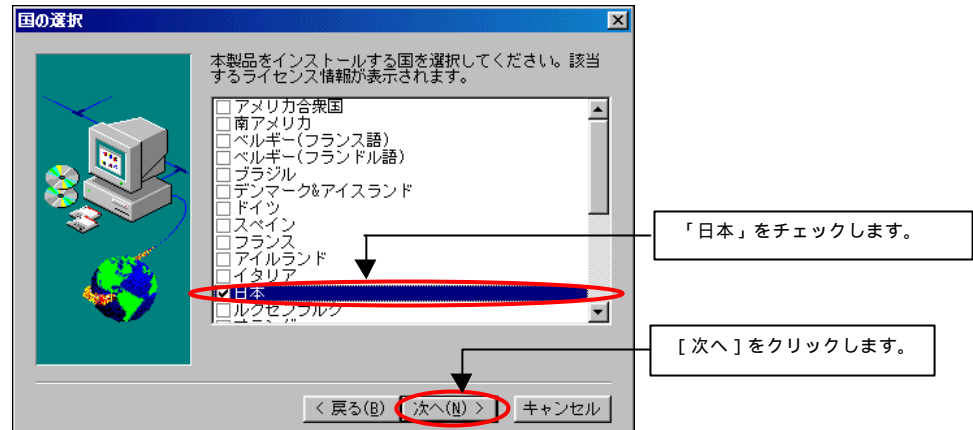 国の選択
本製品をインストールする国を選択してください。該当
するライセンス情報が表示されます。
アメリカ合衆国
南アメリカ
ベルギー(フランス語)
ベルギー(フランドル語)
ブラジル
デンマーク&アイスランド
ドイツ
スペイン
フランス
アイルランド
イタリア
日本
ルクセンブルク
「日本」をチェックします。
[次へ]をクリックします。
< 戻る(B)
次へ(N) >
キャンセル